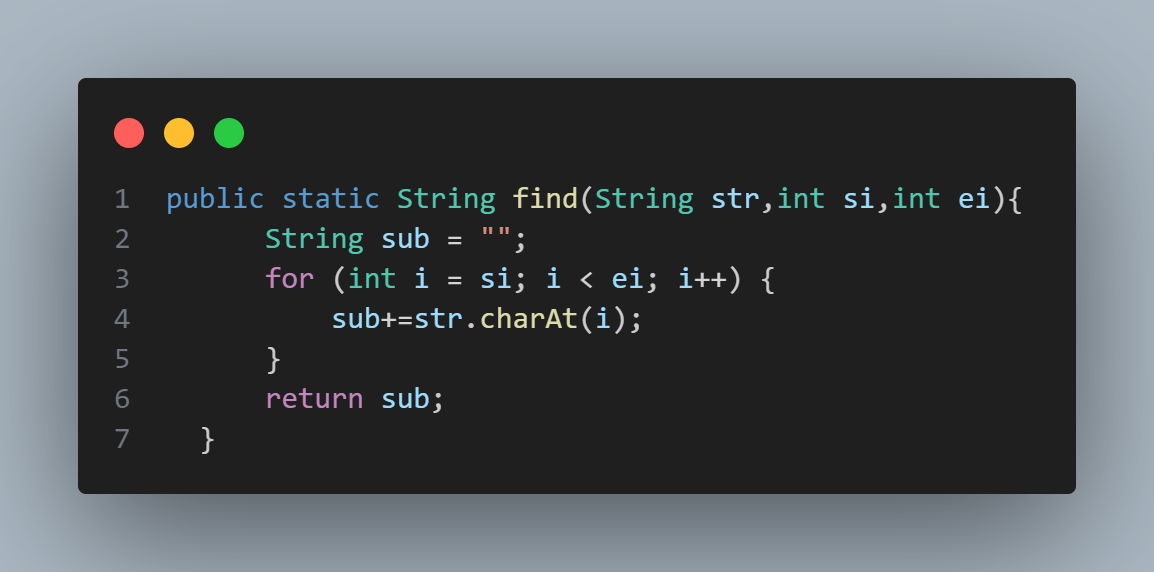 1 public static String find(String str,int si,int ei){
2 String sub = "";
3 for (int i = si; i < ei; i++) {
4 sub+=str.charAt(i);
5 }
6 return sub;
7 }